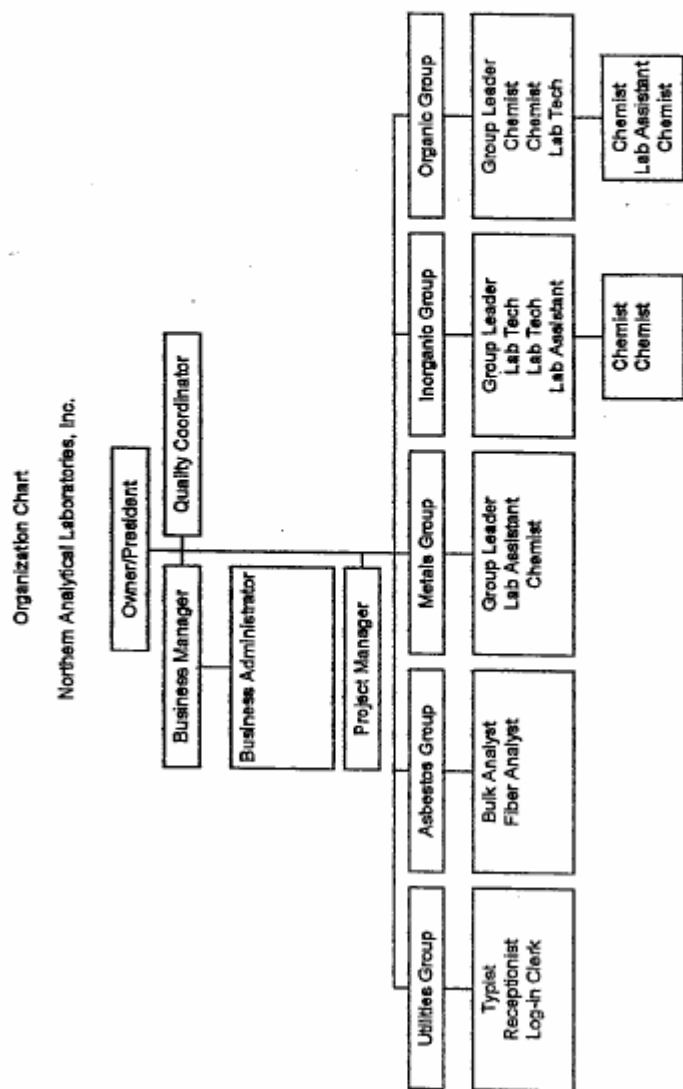 Organization Chart
Northern Analytical Laboratories, Inc.
Owner/President
Business Manager
Quality Coordinator
Business Administrator
Project Manager
Utilities Group
Asbestos Group
Metals Group
Inorganic Group
Organic Group
Typist
Receptionist
Log-in Clerk
Bulk Analyst
Fiber Analyst
Group Leader
Lab Assistant
Chemist
Group Leader
Lab Tech
Lab Tech
Lab Assistant
Group Leader
Chemist
Chemist
Lab Tech
Chemist
Chemist
Chemist
Lab Assistant
Chemist